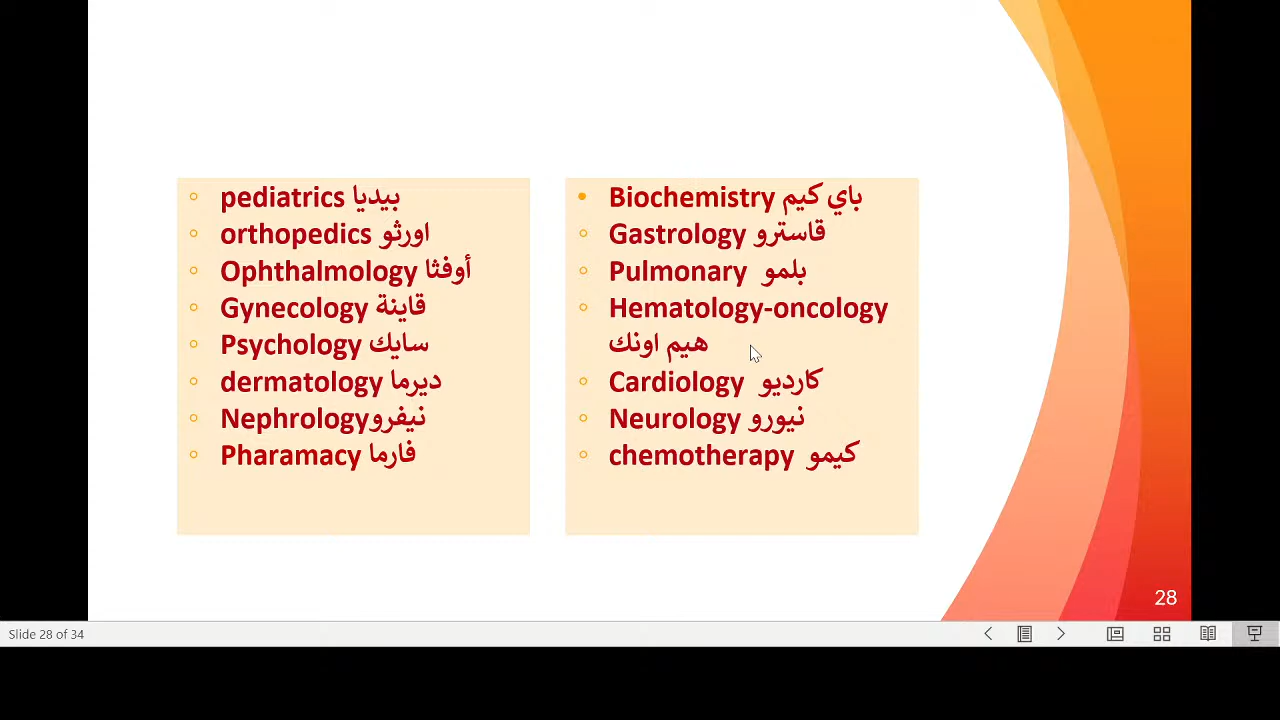 pediatrics بيديا
orthopedics اورثو
Ophthalmology أوفثا
Gynecology قاينة
Psychology سايك
dermatology ديرما
Nephrologyنيفرو
Pharamacy فارما
Biochemistry باي كيم
Gastrology قاسترو
Pulmonary بلمو
Hematology-oncology
هيم اونك
Cardiology كارديو
Neurology نيورو
chemotherapy كيمو
28
Slide 28 of 34